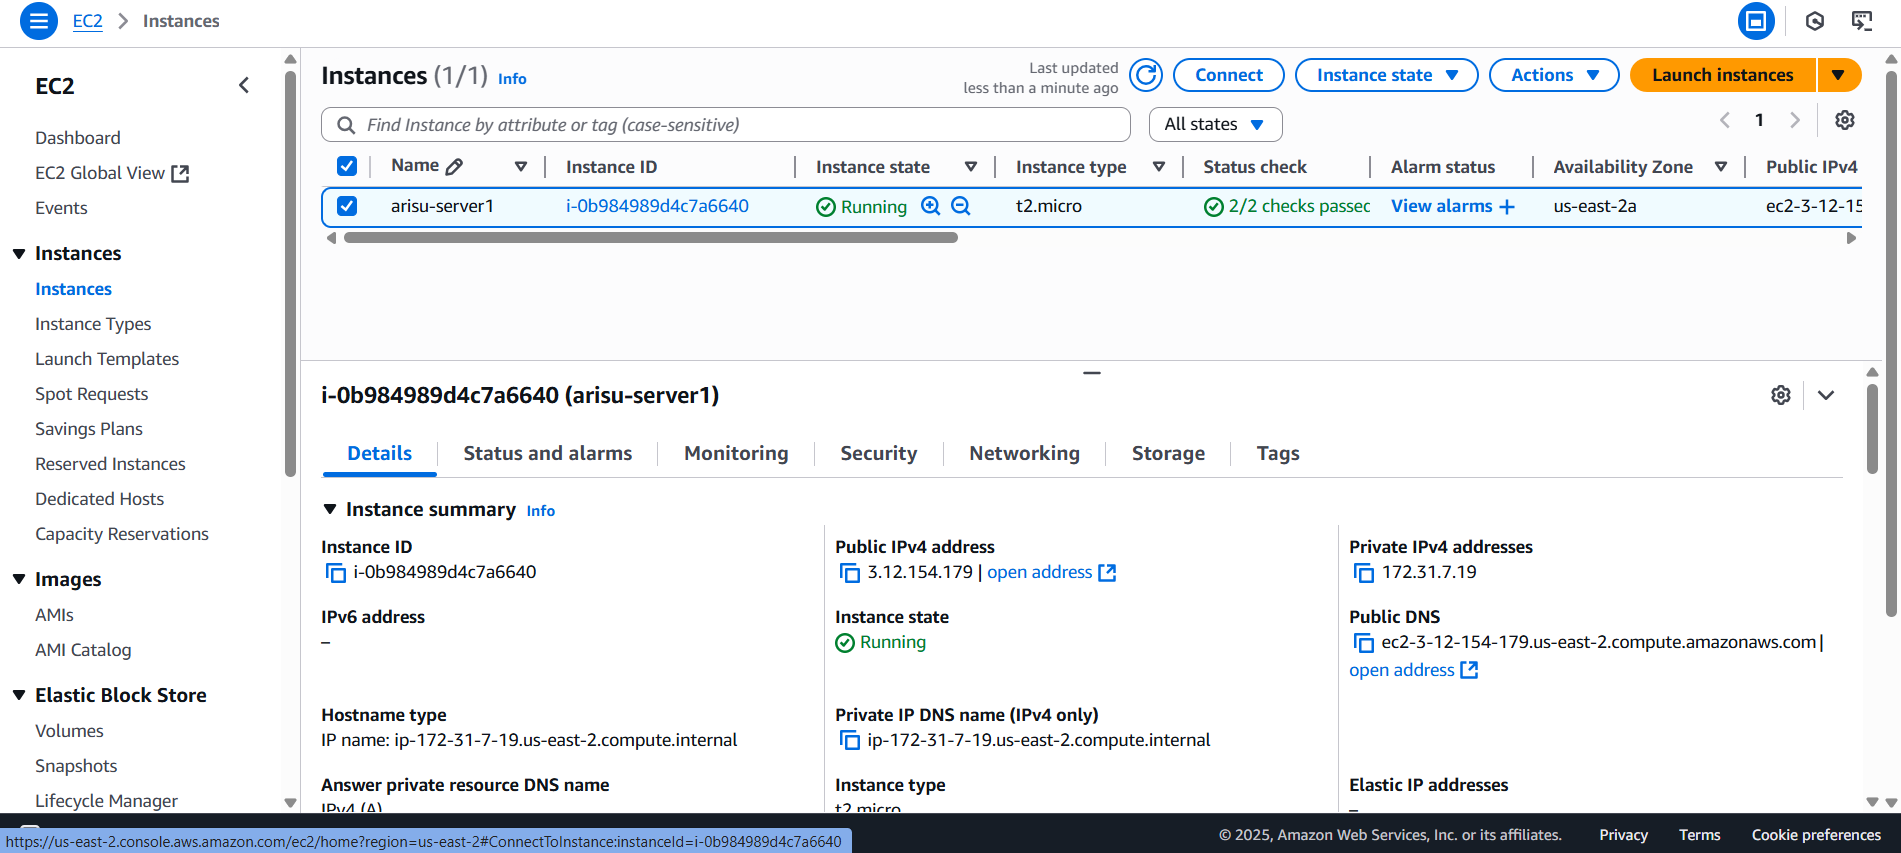 EC2 > Instances
EC2
Dashboard
EC2 Global View
Events
Instances
Instances
Instance Types
Launch Templates
Spot Requests
Savings Plans
Reserved Instances
Dedicated Hosts
Capacity Reservations
Images
AMIs
AMI Catalog
Elastic Block Store
Volumes
Snapshots
Lifecycle Manager
Instances (1/1) Info
Last updated
less than a minute ago
Connect
Instance state
Actions
Launch instances
Find Instance by attribute or tag (case-sensitive)
All states
1
Name Instance ID Instance state Instance type Status check Alarm status Availability Zone Public IPv4
arisu-server1 i-0b984989d4c7a6640 Running t2.micro 2/2 checks passed View alarms + us-east-2a ec2-3-12-15
i-0b984989d4c7a6640 (arisu-server1)
Details Status and alarms Monitoring Security Networking Storage Tags
Instance summary Info
Instance ID
i-0b984989d4c7a6640
Public IPv4 address
3.12.154.179 | open address
Private IPv4 addresses
172.31.7.19
IPv6 address
–
Instance state
Running
Public DNS
ec2-3-12-154-179.us-east-2.compute.amazonaws.com |
open address
Hostname type
IP name: ip-172-31-7-19.us-east-2.compute.internal
Private IP DNS name (IPv4 only)
ip-172-31-7-19.us-east-2.compute.internal
Answer private resource DNS name
IPv4 (A)
Instance type
t2.micro
Elastic IP addresses
–
https://us-east-2.console.aws.amazon.com/ec2/home?region=us-east-2#ConnectToInstance:instanceId=i-0b984989d4c7a6640
© 2025, Amazon Web Services, Inc. or its affiliates. Privacy Terms Cookie preferences